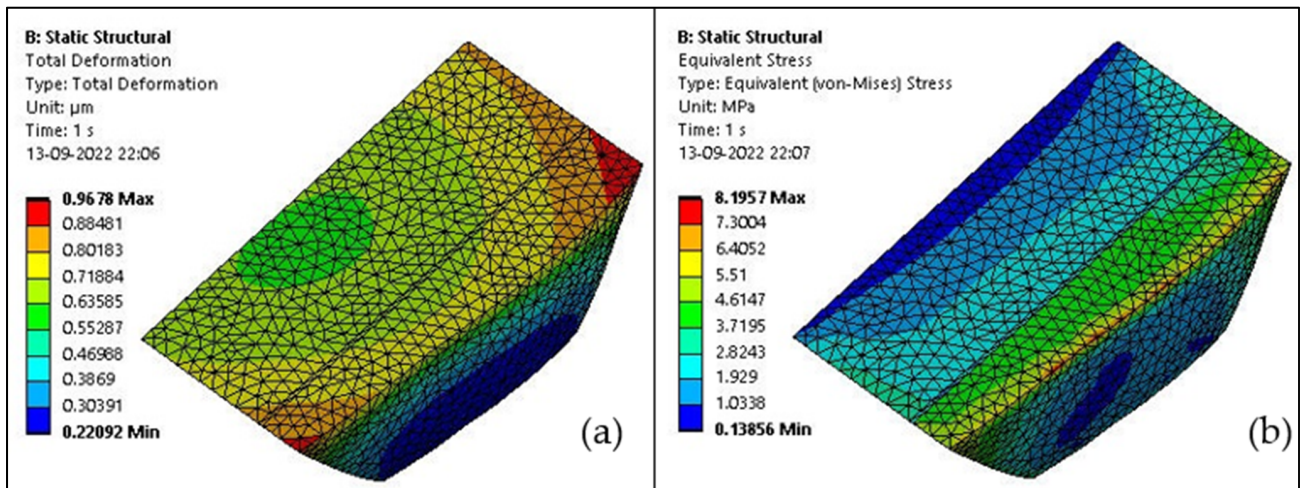 B: Static Structural
Total Deformation
Type: Total Deformation
Unit: µm
Time: 1 s
13-09-2022 22:06
0.9678 Max
0.88481
0.80183
0.71884
0.63585
0.55287
0.46988
0.3869
0.30391
0.22092 Min
(a)
B: Static Structural
Equivalent Stress
Type: Equivalent (von-Mises) Stress
Unit: MPa
Time: 1 s
13-09-2022 22:07
8.1957 Max
7.3004
6.4052
5.51
4.6147
3.7195
2.8243
1.929
1.0338
0.13856 Min
(b)